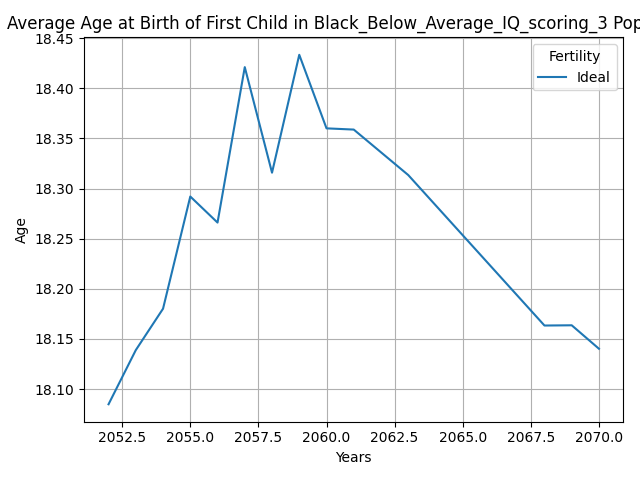 Average Age at Birth of First Child in Black_Below_Average_IQ_scoring_3 Pop
18.45
18.40
18.35
18.30
18.25
18.20
18.15
18.10
Age
Fertility
Ideal
2052.5 2055.0 2057.5 2060.0 2062.5 2065.0 2067.5 2070.0
Years